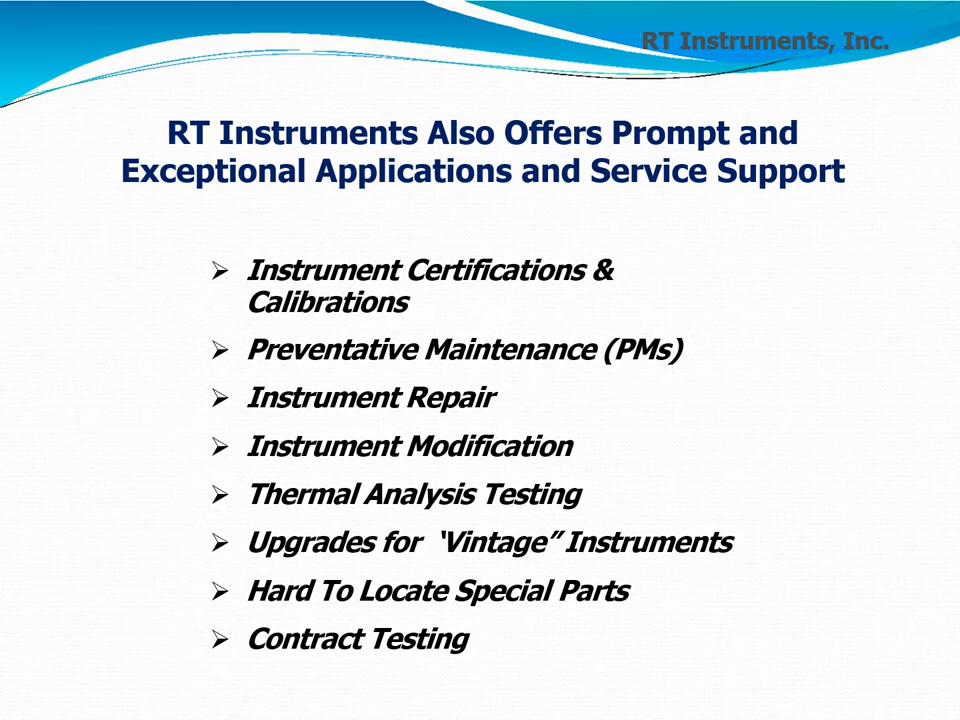 RT Instruments, Inc.
RT Instruments Also Offers Prompt and
Exceptional Applications and Service Support
➢ Instrument Certifications &
Calibrations
➢ Preventative Maintenance (PMs)
➢ Instrument Repair
➢ Instrument Modification
➢ Thermal Analysis Testing
➢ Upgrades for ‘Vintage” Instruments
➢ Hard To Locate Special Parts
➢ Contract Testing